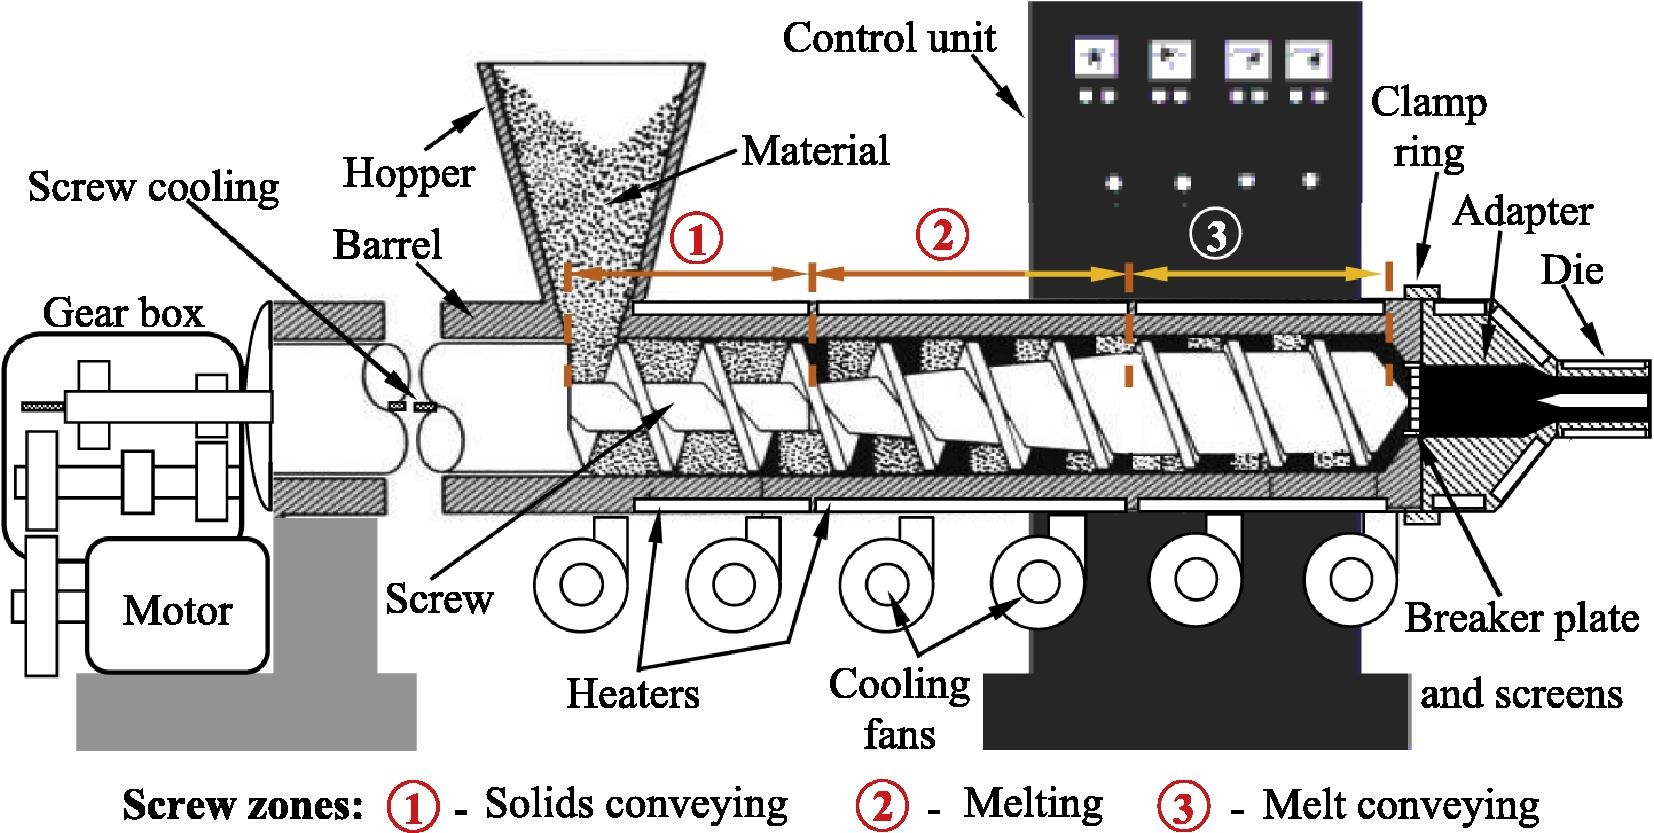 Control unit
Clamp
ring
Hopper
Material
Screw cooling
Adapter
Barrel
Die
1
2
3
Gear box
Motor
Screw
Heaters
Cooling
fans
Breaker plate
and screens
Screw zones: 1 - Solids conveying 2 - Melting 3 - Melt conveying